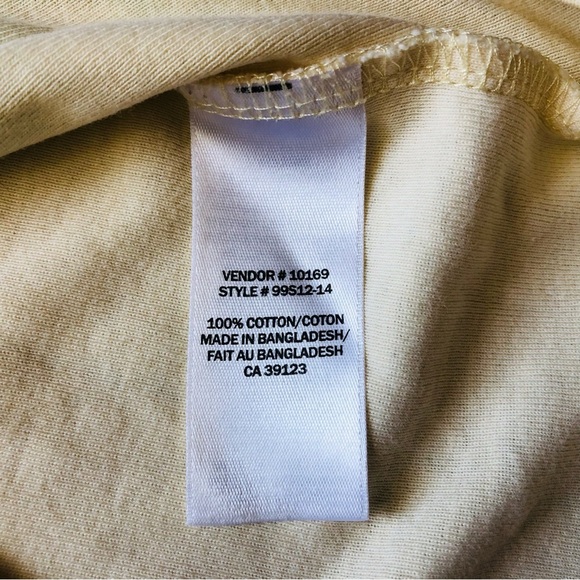 VENDOR # 10169
STYLE # 99S12-14
100% COTTON/COTON
MADE IN BANGLADESH/
FAIT AU BANGLADESH
CA 39123